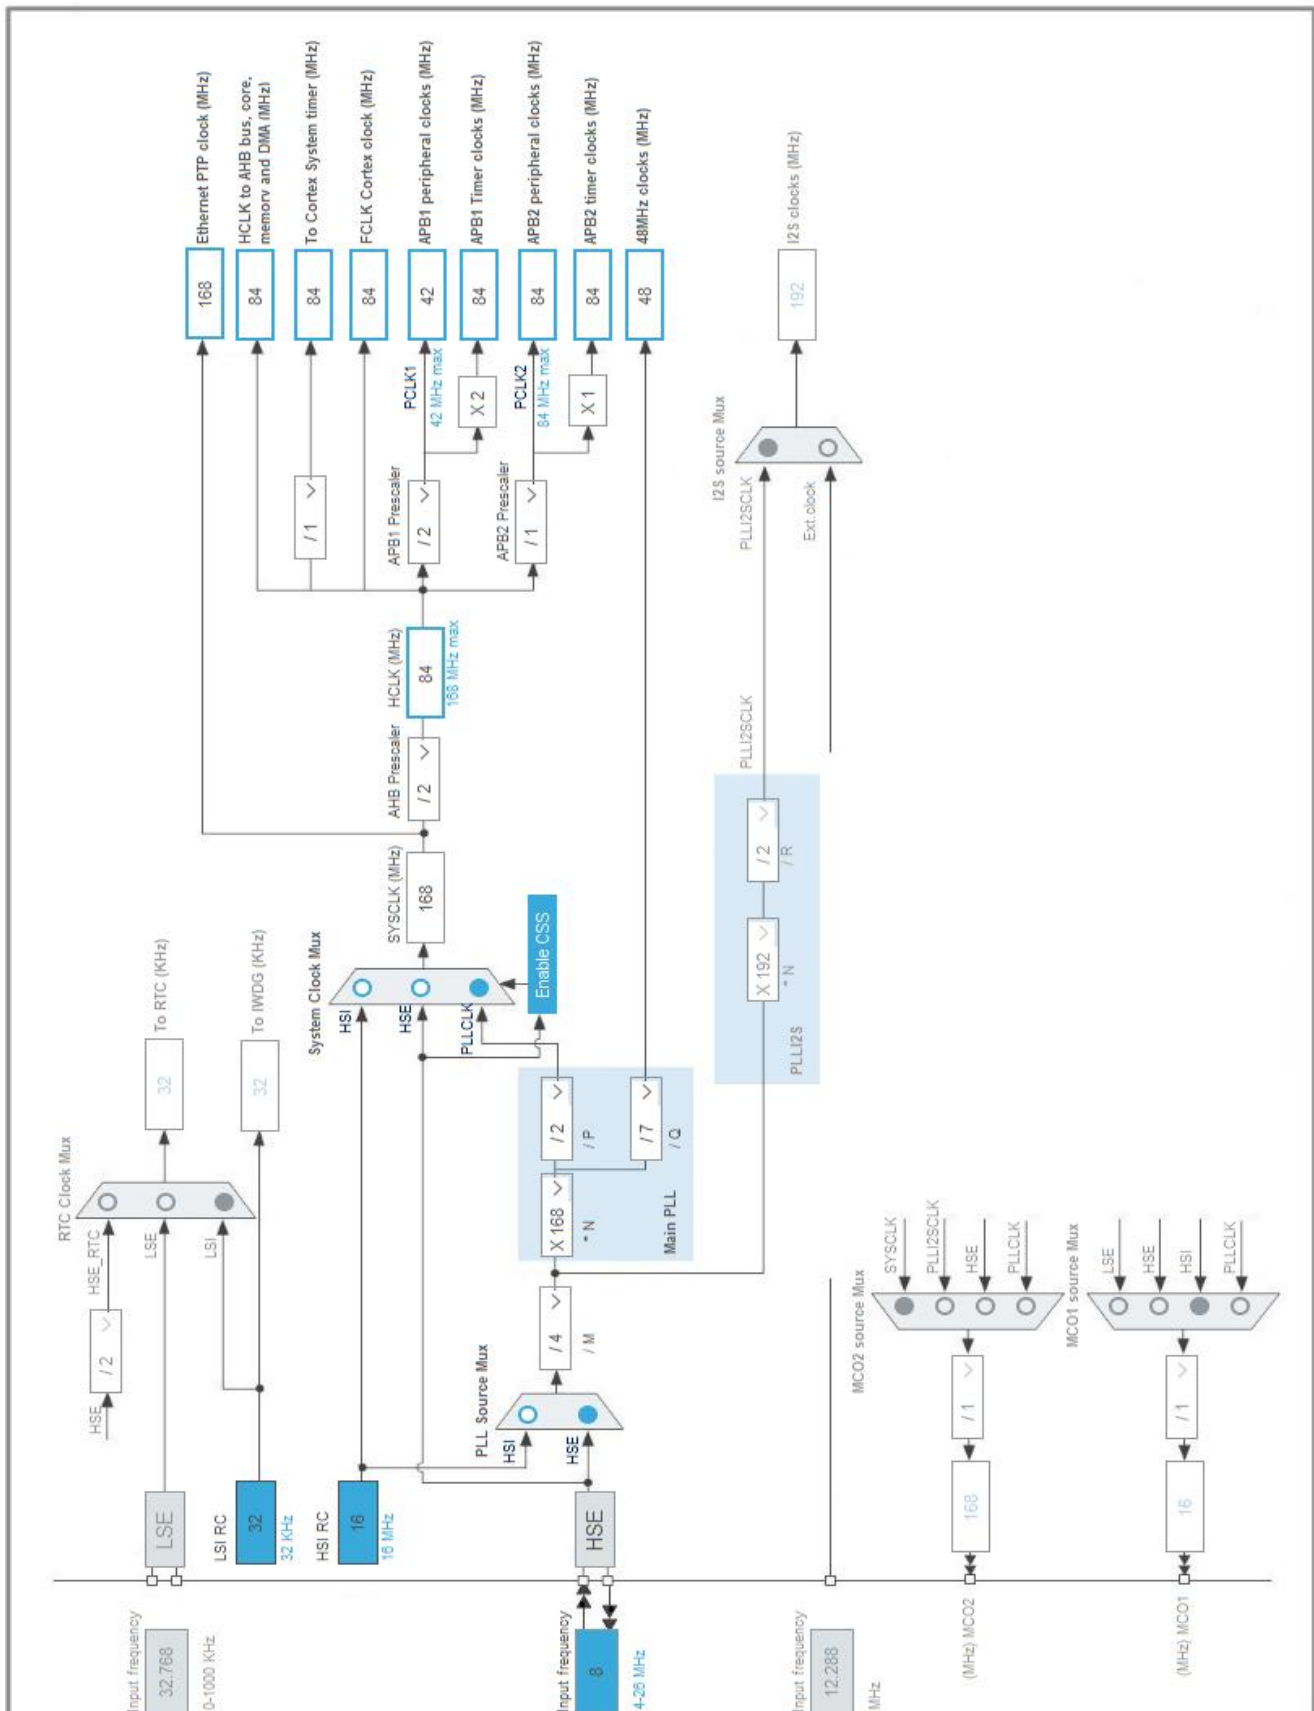 Input frequency
32.768
0-1000 KHz
LSE
HSE
/ 2
HSE_RTC
LSE
LSI
RTC Clock Mux
32
To RTC (KHz)
LSI RC
32
32 KHz
32
To IWDG (KHz)
HSI RC
16
16 MHz
System Clock Mux
HSI
HSE
PLLCLK
Enable CSS
SYSCLK (MHz)
168
AHB Prescaler
/ 2
HCLK (MHz)
84
168 MHz max
168
Ethernet PTP clock (MHz)
84
HCLK to AHB bus, core,
memory and DMA (MHz)
/ 1
84
To Cortex System timer (MHz)
84
FCLK Cortex clock (MHz)
APB1 Prescaler
/ 2
PCLK1
42 MHz max
42
APB1 peripheral clocks (MHz)
X 2
84
APB1 Timer clocks (MHz)
APB2 Prescaler
/ 1
PCLK2
84 MHz max
84
APB2 peripheral clocks (MHz)
X 1
84
APB2 timer clocks (MHz)
48
48MHz clocks (MHz)
Input frequency
8
4-26 MHz
HSE
PLL Source Mux
HSI
HSE
/ 4
/ M
X 168
* N
/ 2
/ P
/ 7
/ Q
Main PLL
PLLI2S
X 192
* N
/ 2
/ R
PLLI2SCLK
PLLI2SCLK
I2S source Mux
Ext.clock
192
I2S clocks (MHz)
Input frequency
12.288
MHz
MCO2 source Mux
SYSCLK
PLLI2SCLK
HSE
PLLCLK
/ 1
168
(MHz) MCO2
MCO1 source Mux
LSE
HSE
HSI
PLLCLK
/ 1
16
(MHz) MCO1